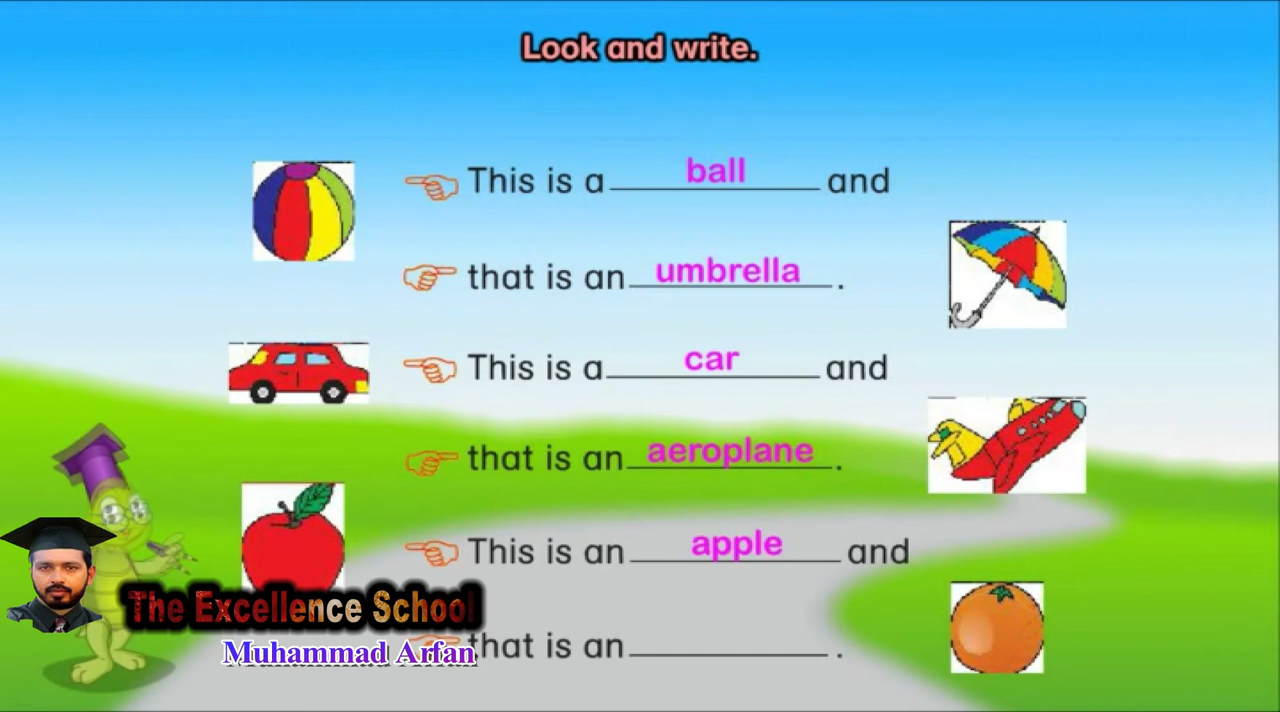 Look and write.
This is a ball and
that is an umbrella.
This is a car and
that is an aeroplane.
This is an apple and
The Excellence School
that is an ____________.
Muhammad Arfan